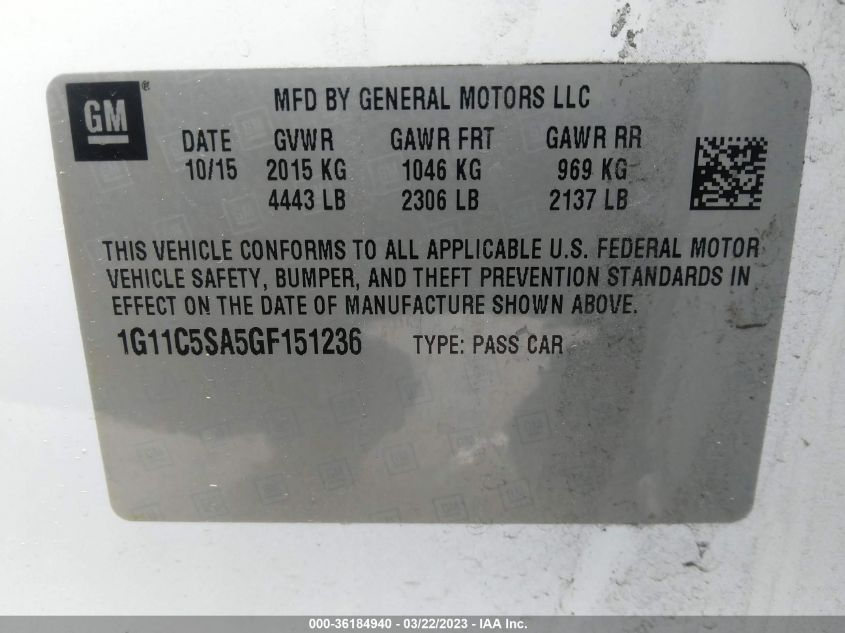 GM ®
MFD BY GENERAL MOTORS LLC
DATE GVWR GAWR FRT GAWR RR
10/15 2015 KG 1046 KG 969 KG
4443 LB 2306 LB 2137 LB
THIS VEHICLE CONFORMS TO ALL APPLICABLE U.S. FEDERAL MOTOR
VEHICLE SAFETY, BUMPER, AND THEFT PREVENTION STANDARDS IN
EFFECT ON THE DATE OF MANUFACTURE SHOWN ABOVE.
1G11C5SA5GF151236 TYPE: PASS CAR
000-36184940 - 03/22/2023 - IAA Inc.